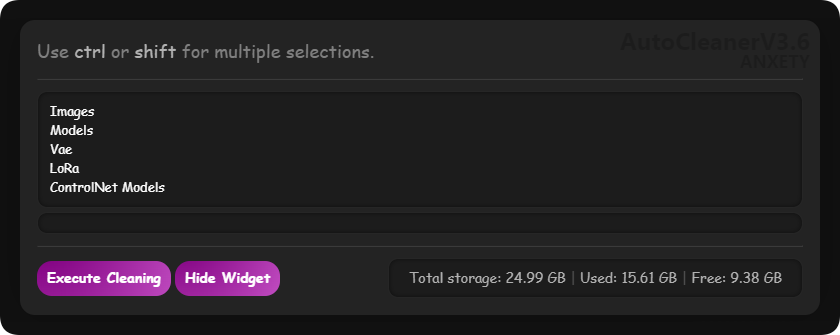 Use ctrl or shift for multiple selections.
AutoCleanerV3.6
ANXETY
Images
Models
Vae
LoRa
ControlNet Models
Execute Cleaning
Hide Widget
Total storage: 24.99 GB | Used: 15.61 GB | Free: 9.38 GB